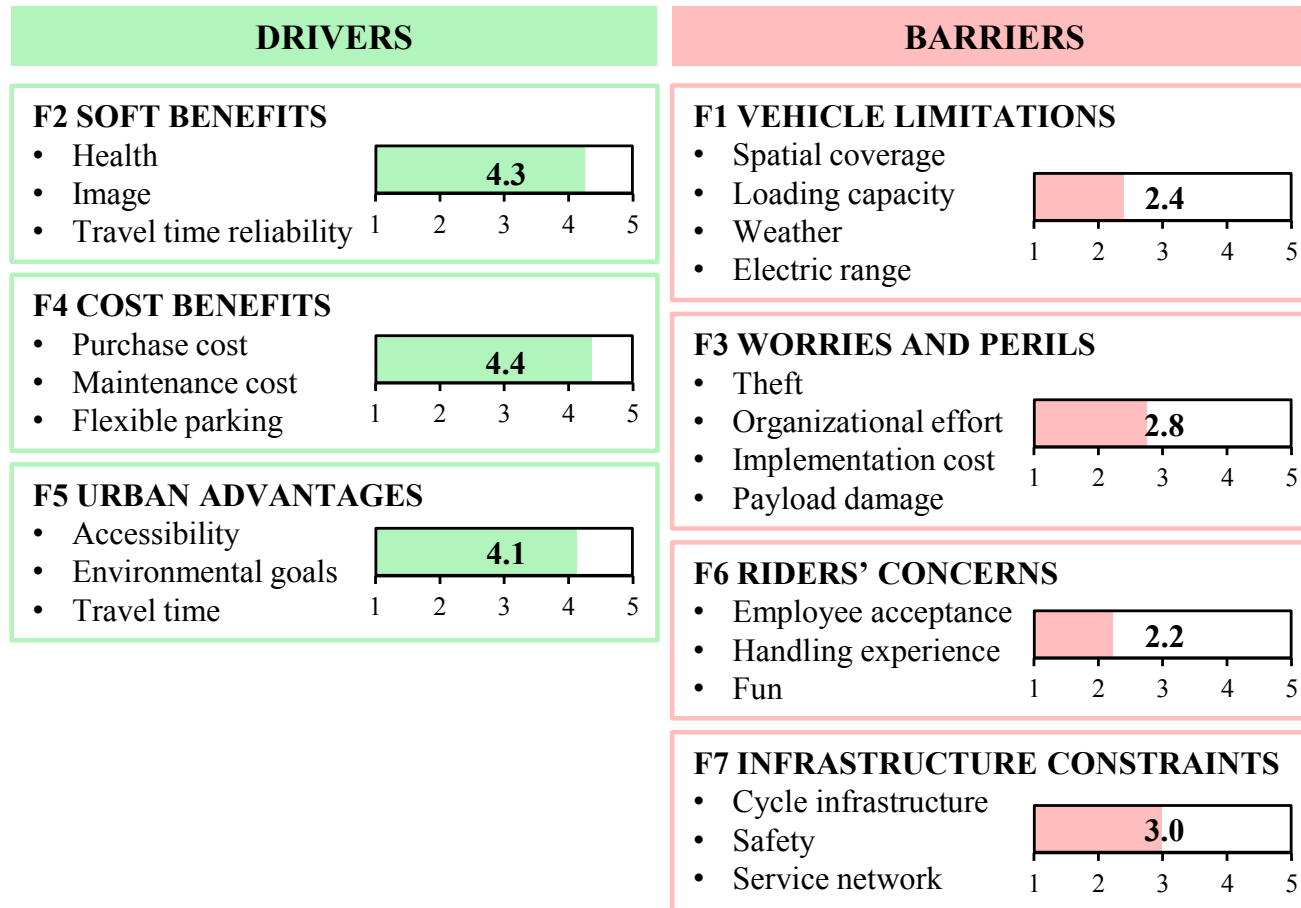 DRIVERS
F2 SOFT BENEFITS
• Health
• Image
• Travel time reliability
4.3
1 2 3 4 5
F4 COST BENEFITS
• Purchase cost
• Maintenance cost
• Flexible parking
4.4
1 2 3 4 5
F5 URBAN ADVANTAGES
• Accessibility
• Environmental goals
• Travel time
4.1
1 2 3 4 5
BARRIERS
F1 VEHICLE LIMITATIONS
• Spatial coverage
• Loading capacity
• Weather
• Electric range
2.4
1 2 3 4 5
F3 WORRIES AND PERILS
• Theft
• Organizational effort
• Implementation cost
• Payload damage
2.8
1 2 3 4 5
F6 RIDERS’ CONCERNS
• Employee acceptance
• Handling experience
• Fun
2.2
1 2 3 4 5
F7 INFRASTRUCTURE CONSTRAINTS
• Cycle infrastructure
• Safety
• Service network
3.0
1 2 3 4 5